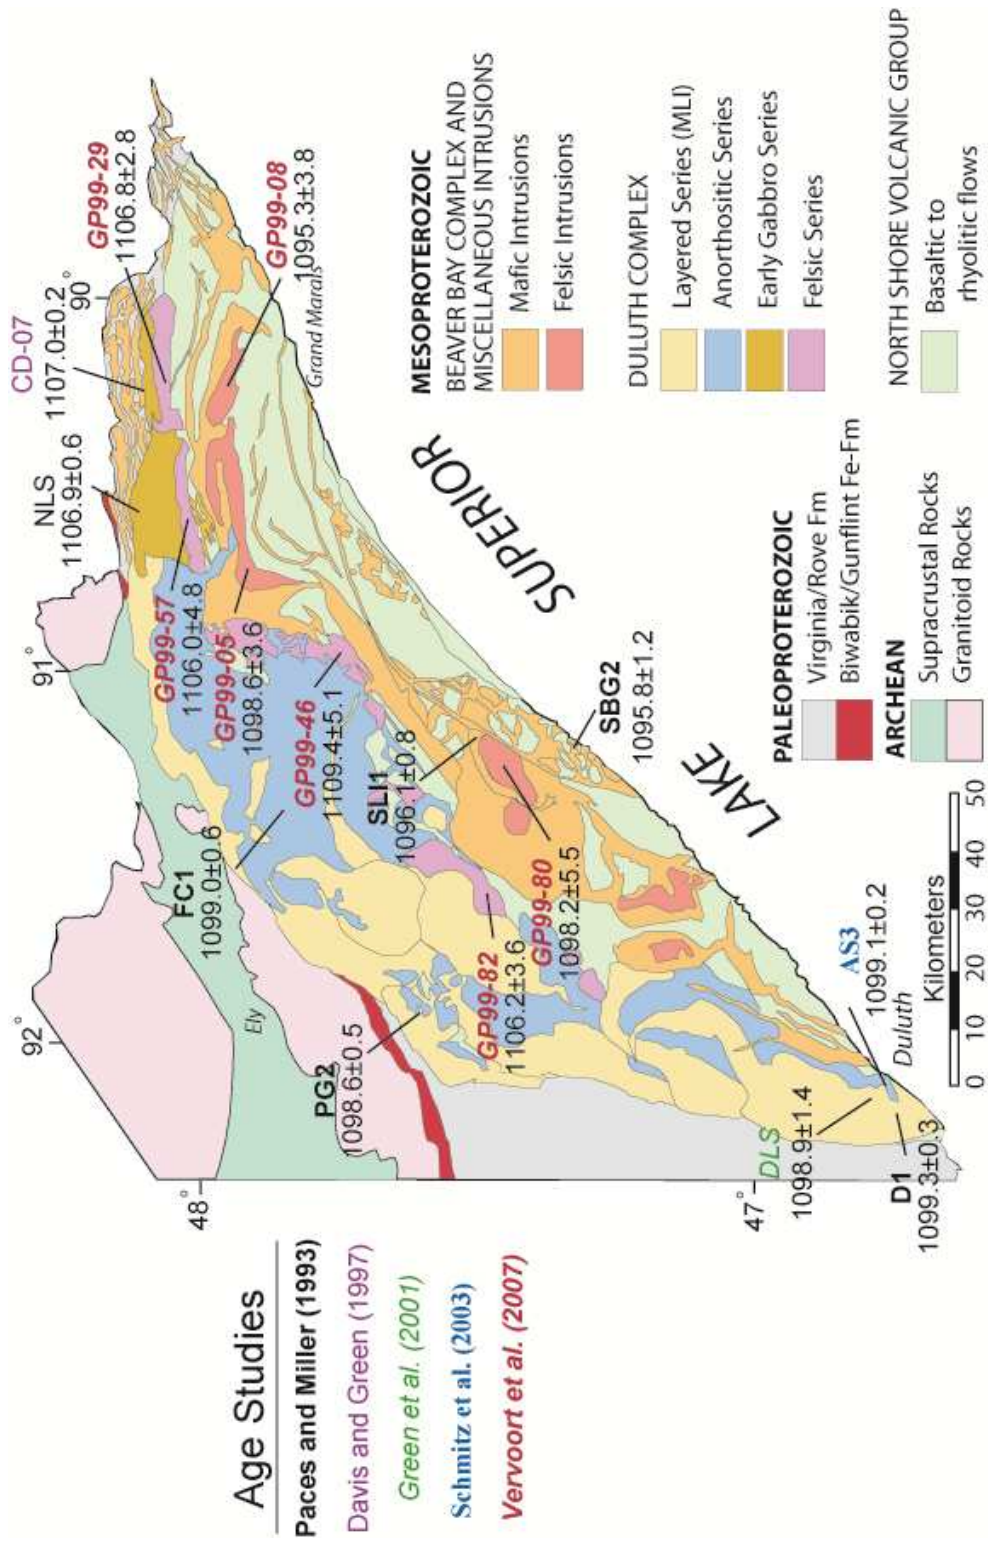 Age Studies
Paces and Miller (1993)
Davis and Green (1997)
Green et al. (2001)
Schmitz et al. (2003)
Vervoort et al. (2007)
92°
91°
90°
48°
47°
CD-07
1107.0±0.2
GP99-29
1106.8±2.8
NLS
1106.9±0.6
GP99-08
1095.3±3.8
Grand Marais
GP99-57
1106.0±4.8
GP99-05
1098.6±3.6
GP99-46
1109.4±5.1
FC1
1099.0±0.6
SLI1
1096.1±0.8
Ely
PG2
1098.6±0.5
GP99-82
1106.2±3.6
GP99-80
1098.2±5.5
SBG2
1095.8±1.2
LAKE
SUPERIOR
DLS
1098.9±1.4
D1
1099.3±0.3
AS3
1099.1±0.2
Duluth
Kilometers
0 10 20 30 40 50
MESOPROTEROZOIC
BEAVER BAY COMPLEX AND
MISCELLANEOUS INTRUSIONS
Mafic Intrusions
Felsic Intrusions
DULUTH COMPLEX
Layered Series (MLI)
Anorthositic Series
Early Gabbro Series
Felsic Series
NORTH SHORE VOLCANIC GROUP
Basaltic to
rhyolitic flows
PALEOPROTEROZOIC
Virginia/Rove Fm
Biwabik/Gunflint Fe-Fm
ARCHEAN
Supracrustal Rocks
Granitoid Rocks